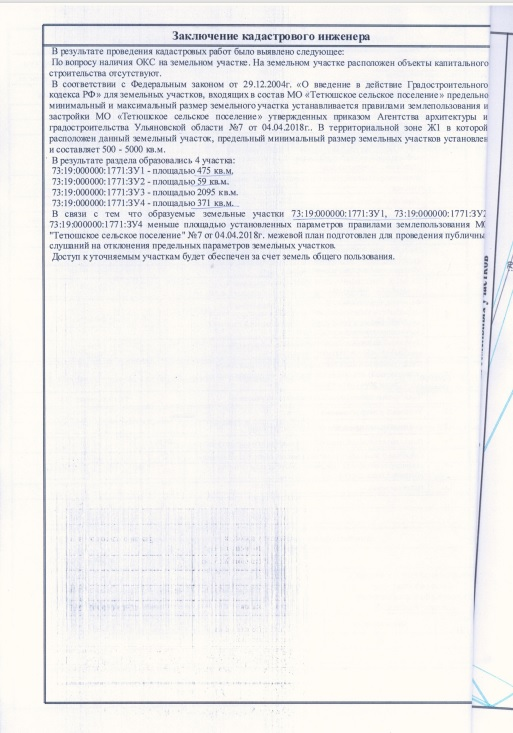 Заключение кадастрового инженера
В результате проведения кадастровых работ было выявлено следующее:
По вопросу наличия ОКС на земельном участке. На земельном участке расположен объекты капитального
строительства отсутствуют.
В соответствии с Федеральным законом от 29.12.2004г. «О введение в действие Градостроительного
кодекса РФ» для земельных участков, входящих в состав МО «Тетюшское сельское поселение» предельно
минимальный и максимальный размер земельного участка устанавливается правилами землепользования и
застройки МО «Тетюшское сельское поселение» утвержденных приказом Агентства архитектуры и
градостроительства Ульяновской области №7 от 04.04.2018г.. В территориальной зоне Ж1 в которой
расположен данный земельный участок, предельный минимальный размер земельных участков установлен
и составляет 500 - 5000 кв.м.
В результате раздела образовались 4 участка:
73:19:000000:1771:ЗУ1 - площадью 475 кв.м,
73:19:000000:1771:ЗУ2 - площадью 59 кв.м.
73:19:000000:1771:ЗУ3 - площадью 2095 кв.м
73:19:000000:1771:ЗУ4 - площадью 371 кв.м.
В связи с тем что образуемые земельные участки 73:19:000000:1771:ЗУ1, 73:19:000000:1771:ЗУ2
73:19:000000:1771:ЗУ4 меньше площадью установленных параметров правилами землепользования МО
"Тетюшское сельское поселение" №7 от 04.04.2018г. межевой план подготовлен для проведения публичны
слушаний на отклонения предельных параметров земельных участков.
Доступ к уточняемым участкам будет обеспечен за счет земель общего пользования.
участков